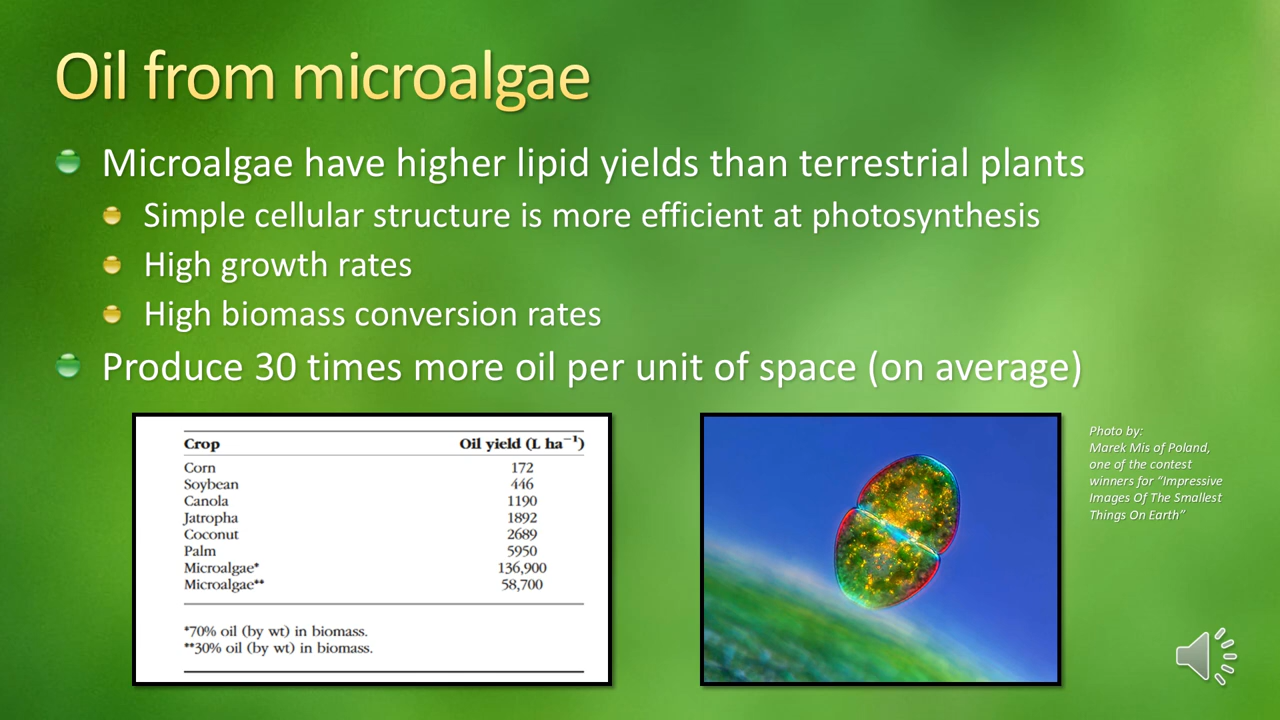 Oil from microalgae
Microalgae have higher lipid yields than terrestrial plants
Simple cellular structure is more efficient at photosynthesis
High growth rates
High biomass conversion rates
Produce 30 times more oil per unit of space (on average)
Crop Oil yield (L ha⁻¹)
Corn 172
Soybean 446
Canola 1190
Jatropha 1892
Coconut 2689
Palm 5950
Microalgae* 136,900
Microalgae** 58,700
*70% oil (by wt) in biomass.
**30% oil (by wt) in biomass.
Photo by:
Marek Mis of Poland,
one of the contest
winners for “Impressive
Images Of The Smallest
Things On Earth”